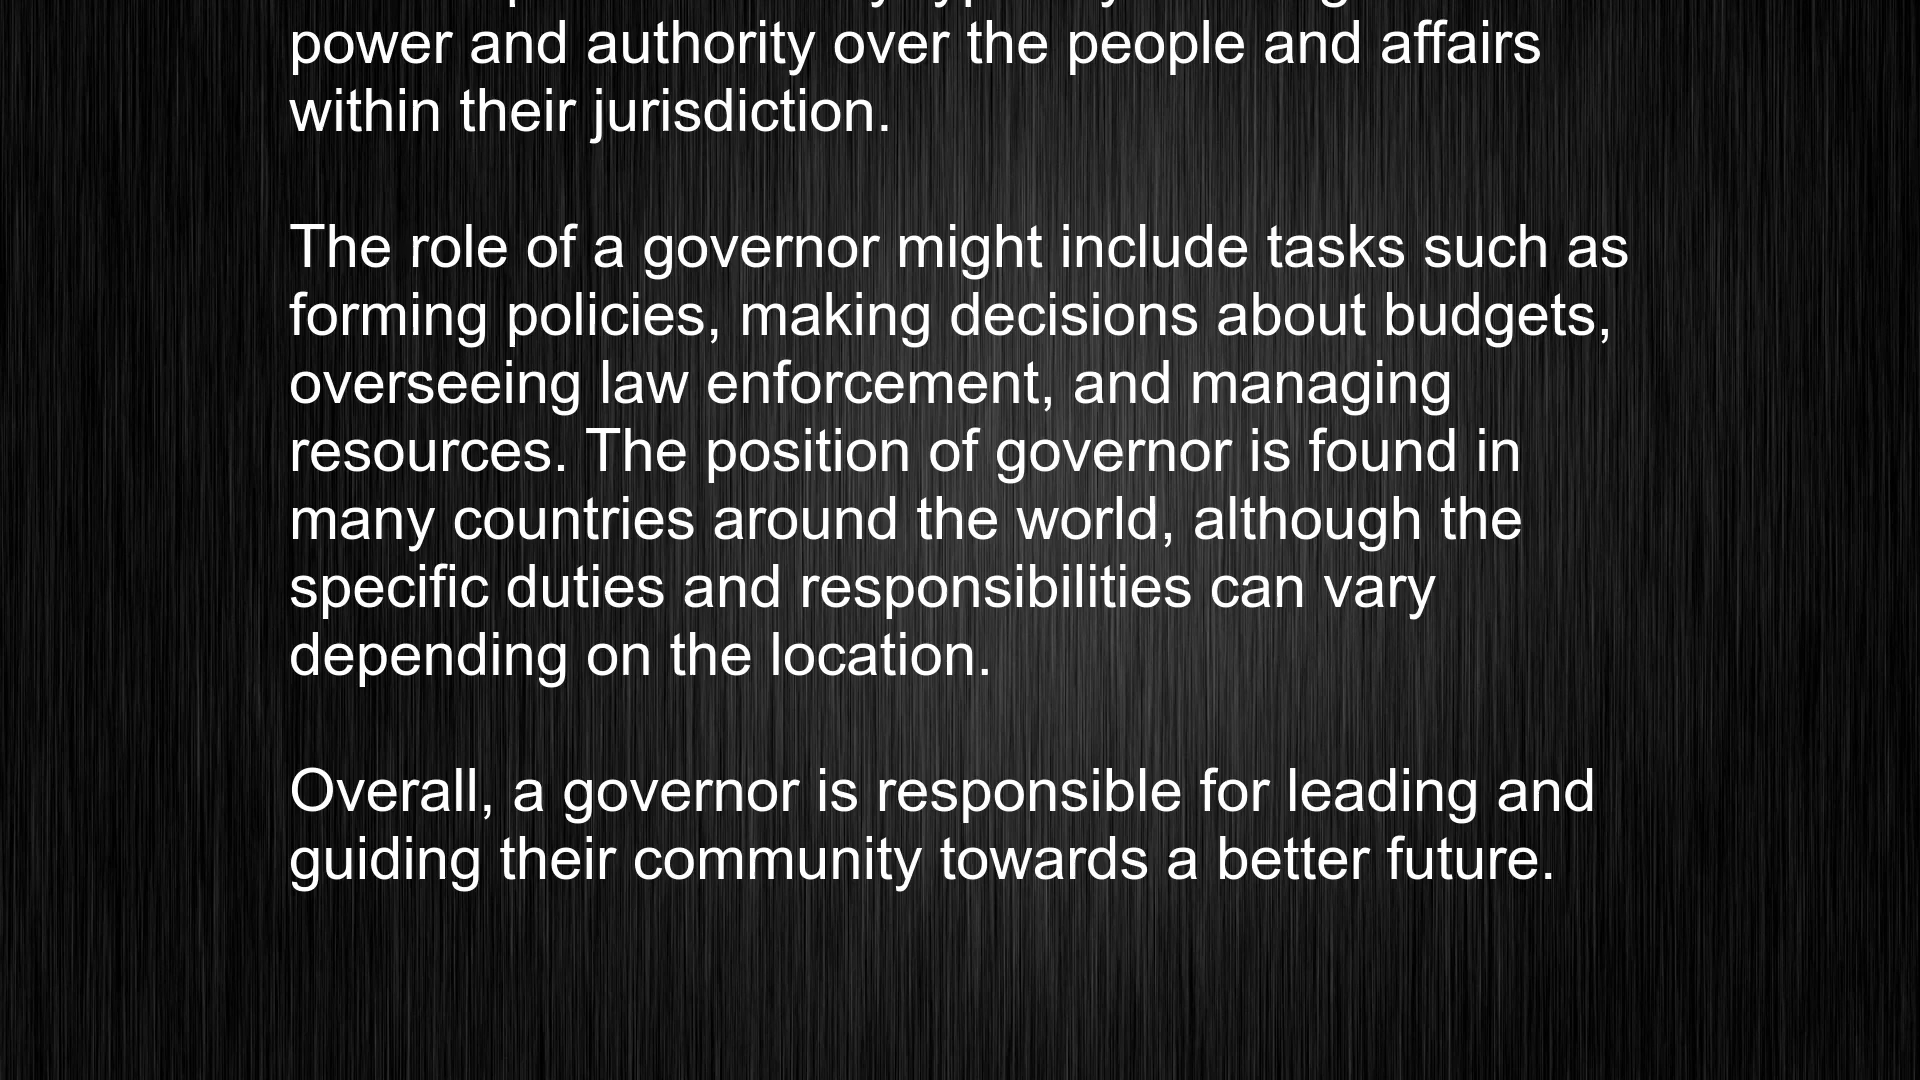 power and authority over the people and affairs
within their jurisdiction.
The role of a governor might include tasks such as
forming policies, making decisions about budgets,
overseeing law enforcement, and managing
resources. The position of governor is found in
many countries around the world, although the
specific duties and responsibilities can vary
depending on the location.
Overall, a governor is responsible for leading and
guiding their community towards a better future.